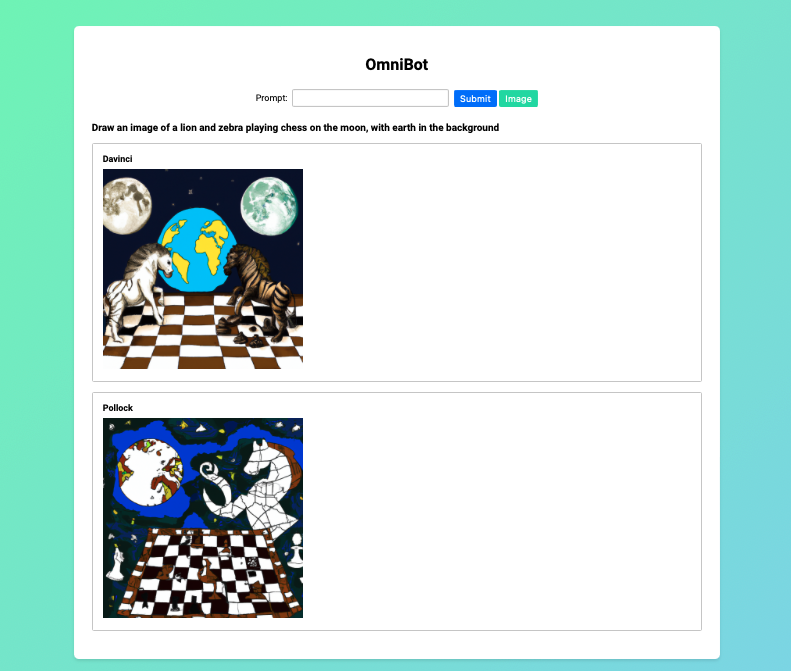 OmniBot
Prompt: Submit Image
Draw an image of a lion and zebra playing chess on the moon, with earth in the background
Davinci
Pollock